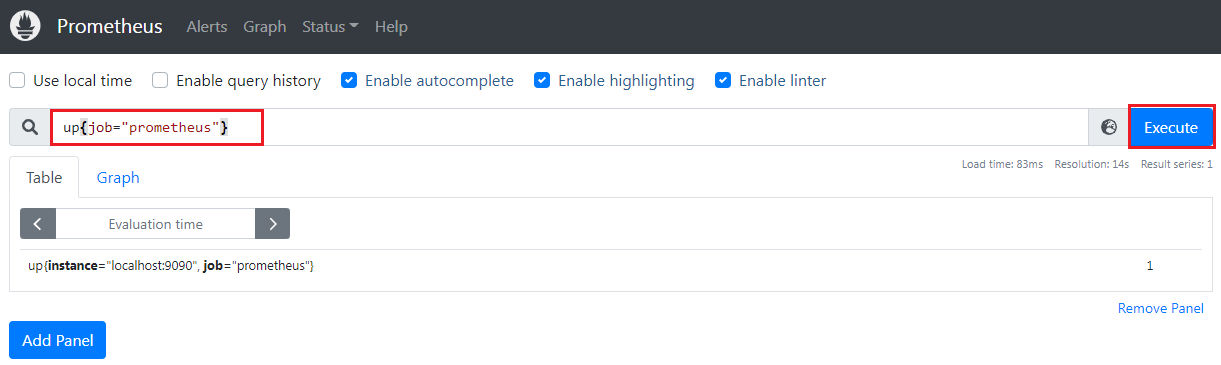 Prometheus Alerts Graph Status Help
Use local time Enable query history Enable autocomplete Enable highlighting Enable linter
up{job="prometheus"} Execute
Load time: 83ms Resolution: 14s Result series: 1
Table Graph
Evaluation time
up{instance="localhost:9090", job="prometheus"} 1
Remove Panel
Add Panel